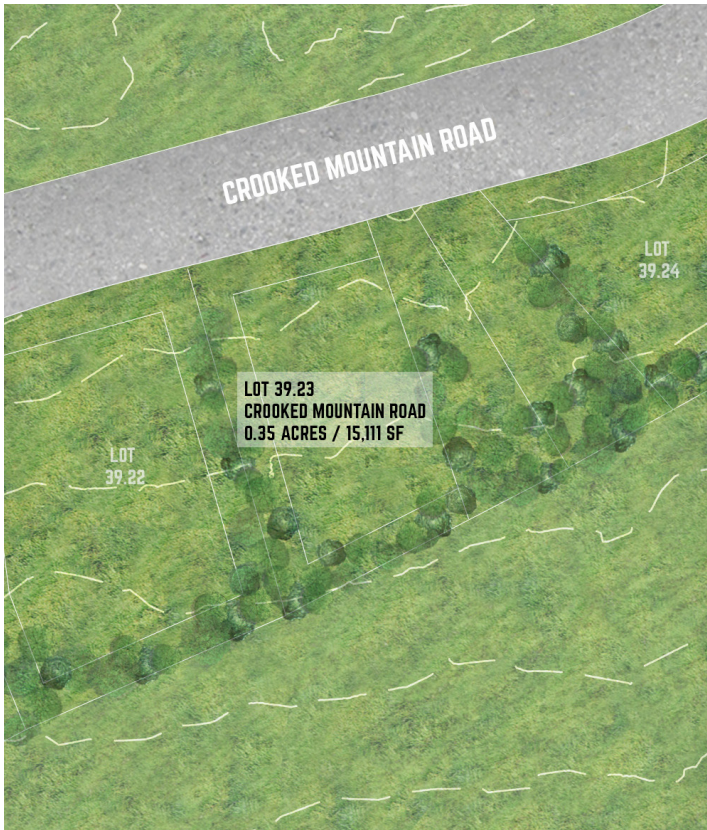 CROOKED MOUNTAIN ROAD
LOT
39.24
LOT 39.23
CROOKED MOUNTAIN ROAD
0.35 ACRES / 15,111 SF
LOT
39.22